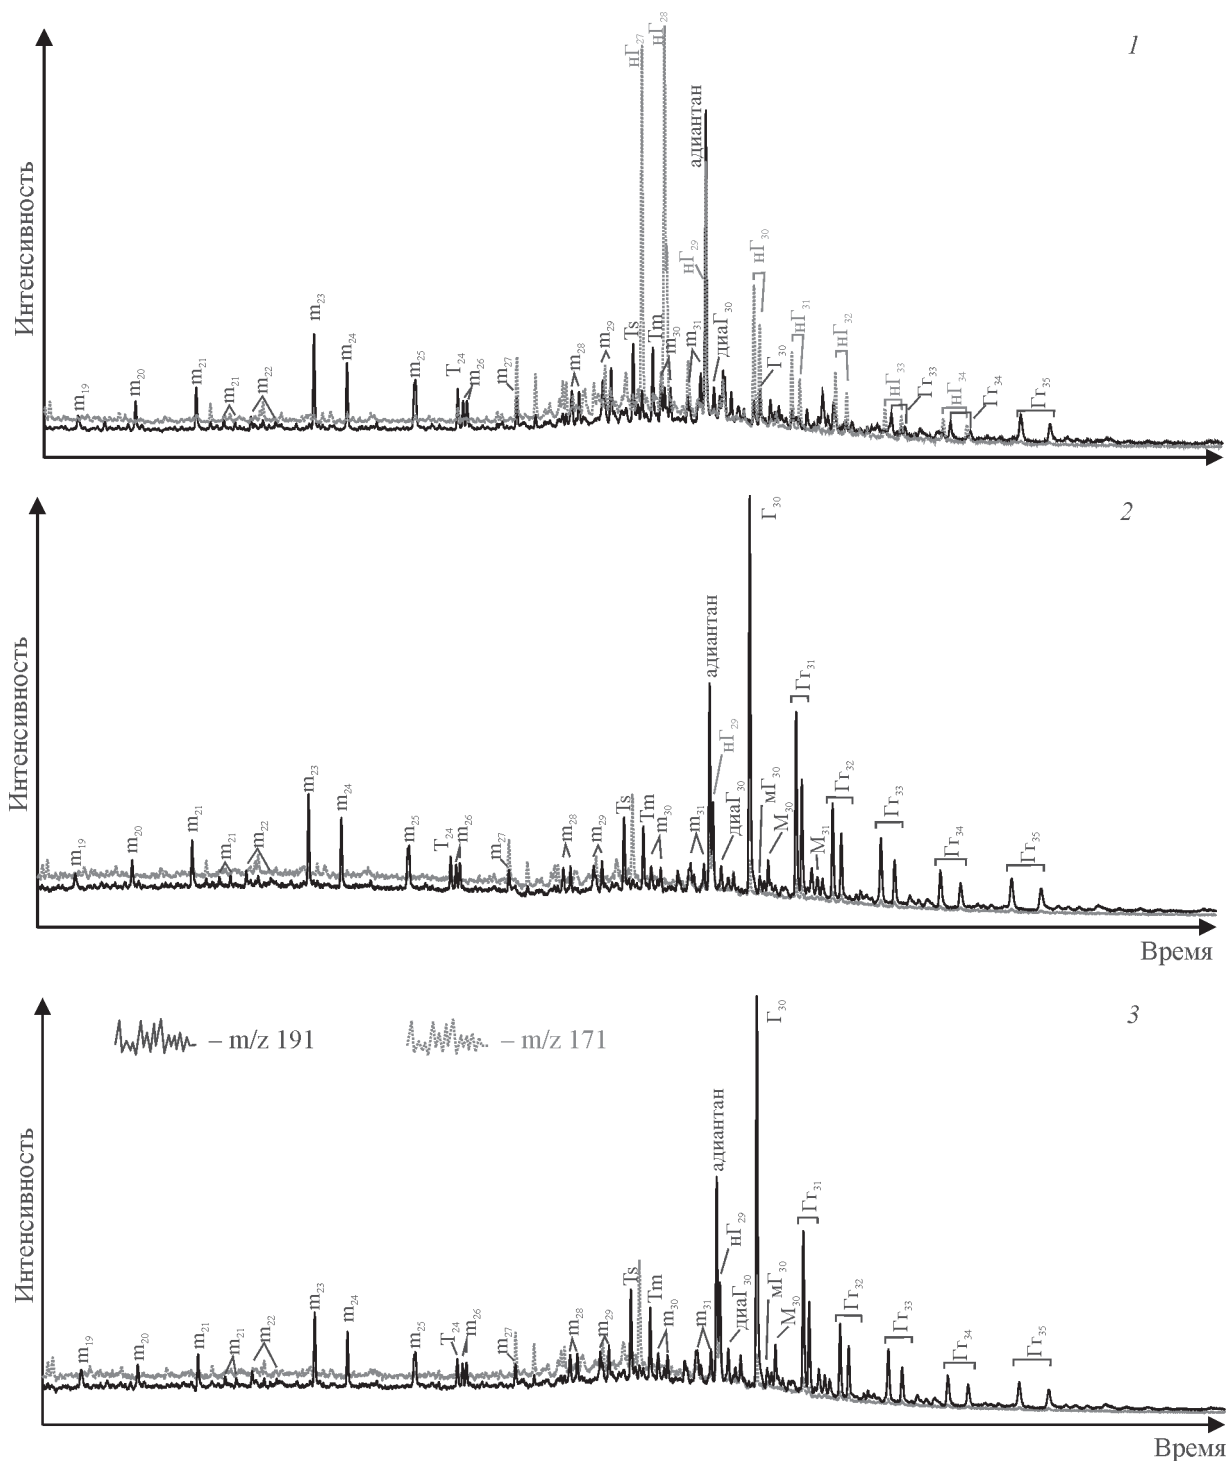 1
Интенсивность
m₁₉
m₂₀
m₂₁
m₂₁
m₂₂
m₂₃
m₂₄
m₂₅
T₂₄
m₂₆
m₂₇
m₂₈
m₂₉
Ts
нГ₂₇
Tm
нГ₂₈
m₃₀
m₃₁
нГ₂₉
адиантан
диаГ₃₀
нГ₃₀
Г₃₀
нГ₃₁
нГ₃₂
нГ₃₃
Гг₃₃
нГ₃₄
Гг₃₄
Гг₃₅
2
Интенсивность
m₁₉
m₂₀
m₂₁
m₂₁
m₂₂
m₂₃
m₂₄
m₂₅
T₂₄
m₂₆
m₂₇
m₂₈
m₂₉
Ts
Tm
m₃₀
m₃₁
адиантан
нГ₂₉
диаГ₃₀
Г₃₀
мГ₃₀
М₃₀
Гг₃₁
М₃₁
Гг₃₂
Гг₃₃
Гг₃₄
Гг₃₅
Время
3
– m/z 191
– m/z 171
Интенсивность
m₁₉
m₂₀
m₂₁
m₂₁
m₂₂
m₂₃
m₂₄
m₂₅
T₂₄
m₂₆
m₂₇
m₂₈
m₂₉
Ts
Tm
m₃₀
m₃₁
адиантан
нГ₂₉
диаГ₃₀
Г₃₀
мГ₃₀
М₃₀
Гг₃₁
Гг₃₂
Гг₃₃
Гг₃₄
Гг₃₅
Время